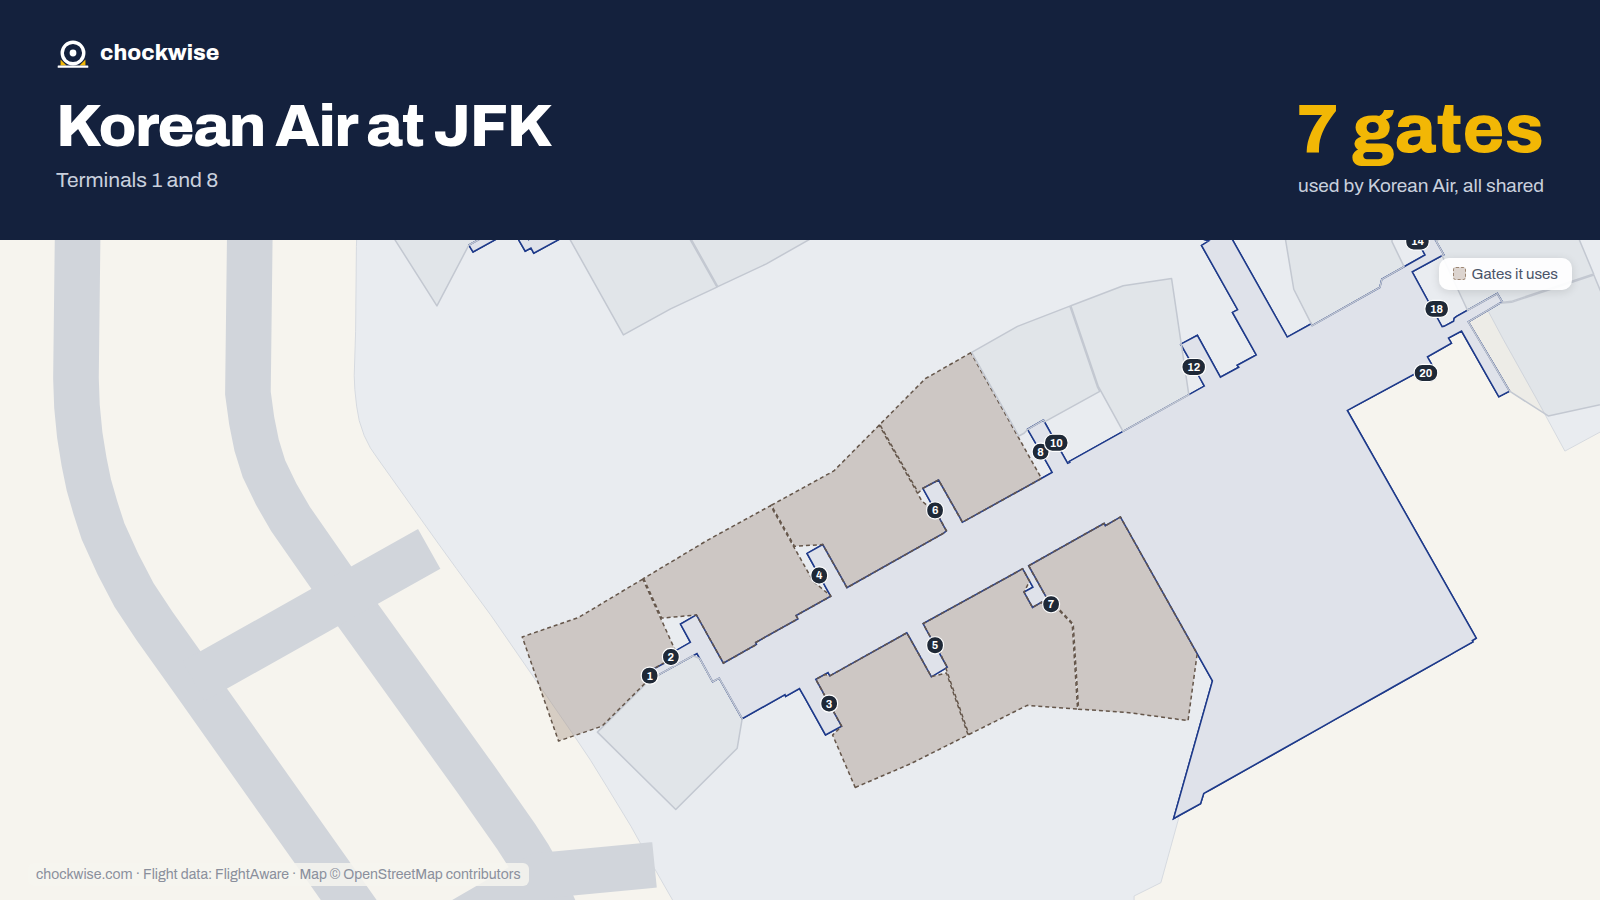 chockwise
Korean Air at JFK
Terminals 1 and 8
7 gates
used by Korean Air, all shared
14
Gates it uses
18
12
20
10
8
6
4
7
5
2
1
3
chockwise.com · Flight data: FlightAware · Map © OpenStreetMap contributors